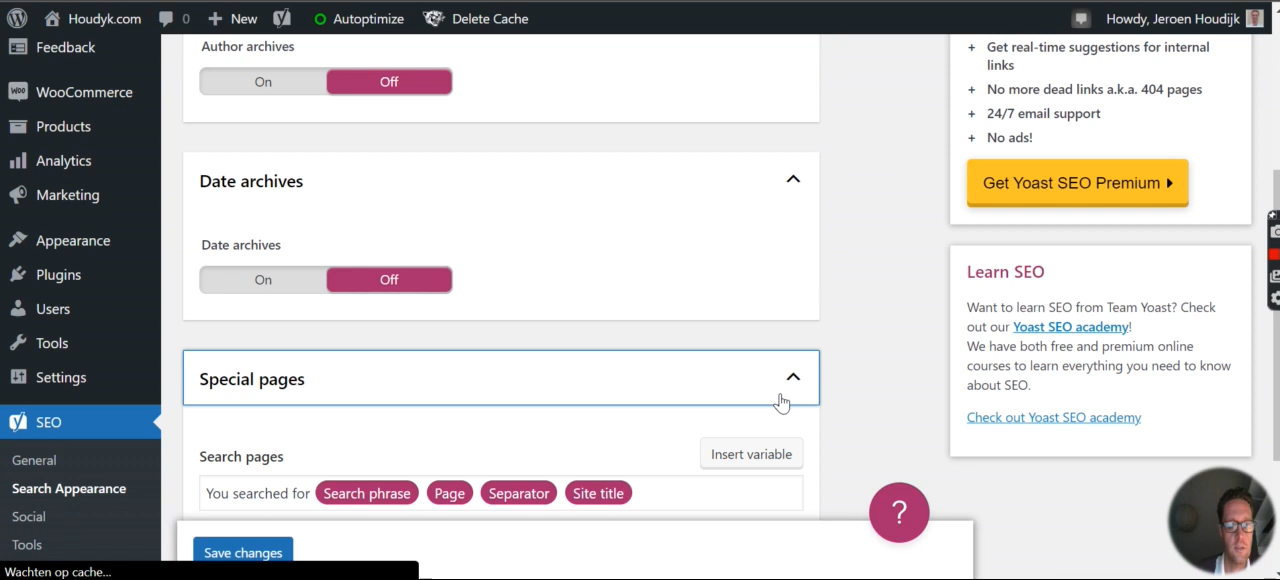 Houdyk.com 0 New Autoptimize Delete Cache Howdy, Jeroen Houdijk
Feedback
WooCommerce
Products
Analytics
Marketing
Appearance
Plugins
Users
Tools
Settings
SEO
General
Search Appearance
Social
Tools
Author archives
On Off
Date archives
Date archives
On Off
Special pages
Search pages
Insert variable
You searched for Search phrase Page Separator Site title
Save changes
?
+ Get real-time suggestions for internal
links
+ No more dead links a.k.a. 404 pages
+ 24/7 email support
+ No ads!
Get Yoast SEO Premium
Learn SEO
Want to learn SEO from Team Yoast? Check
out our Yoast SEO academy!
We have both free and premium online
courses to learn everything you need to know
about SEO.
Check out Yoast SEO academy
Wachten op cache...